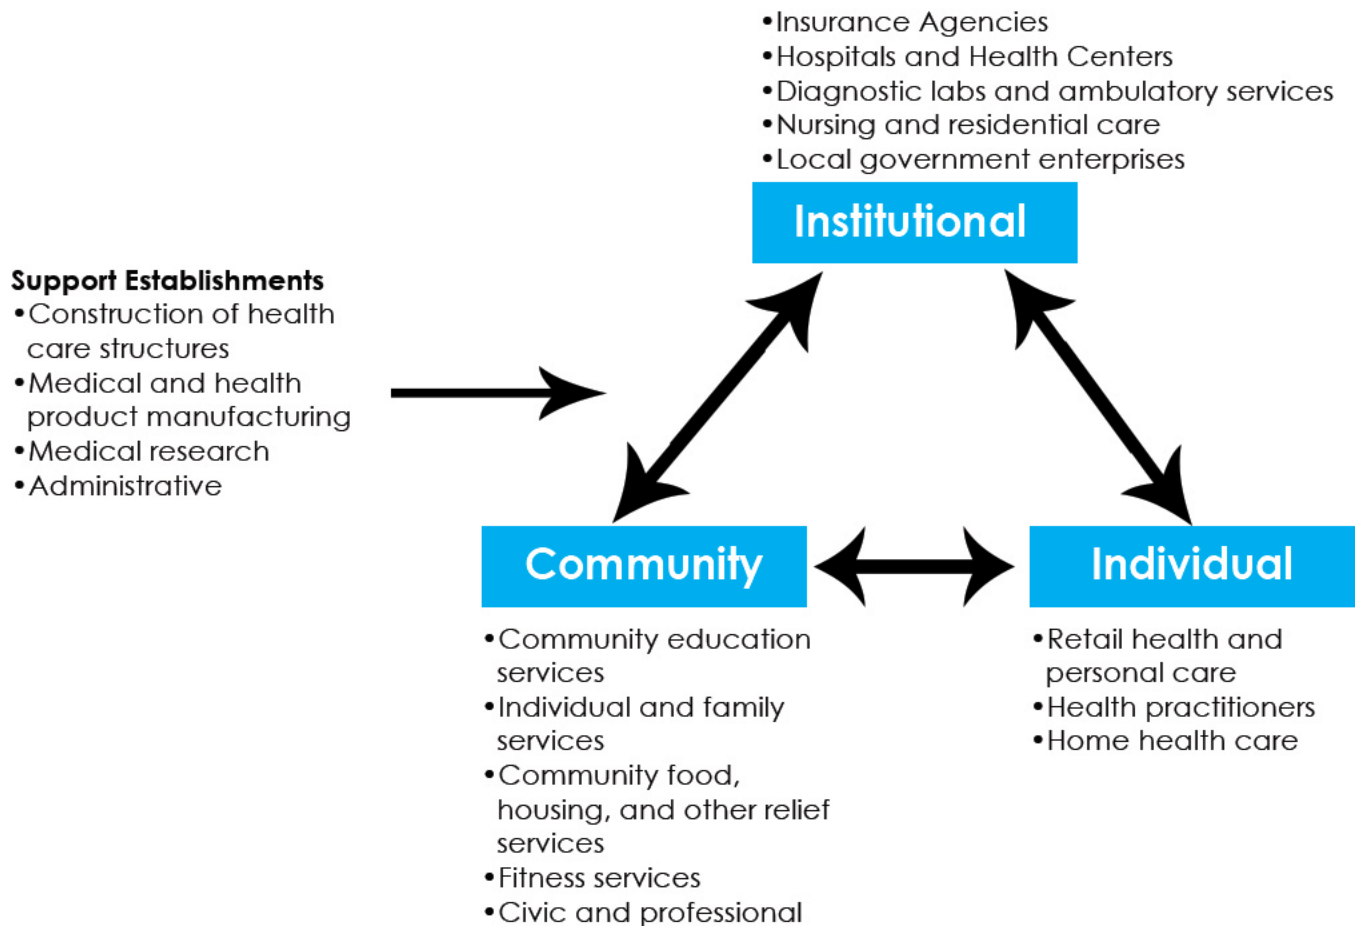 •Insurance Agencies
•Hospitals and Health Centers
•Diagnostic labs and ambulatory services
•Nursing and residential care
•Local government enterprises
Institutional
Support Establishments
•Construction of health
care structures
•Medical and health
product manufacturing
•Medical research
•Administrative
Community
•Community education
services
•Individual and family
services
•Community food,
housing, and other relief
services
•Fitness services
•Civic and professional
Individual
•Retail health and
personal care
•Health practitioners
•Home health care